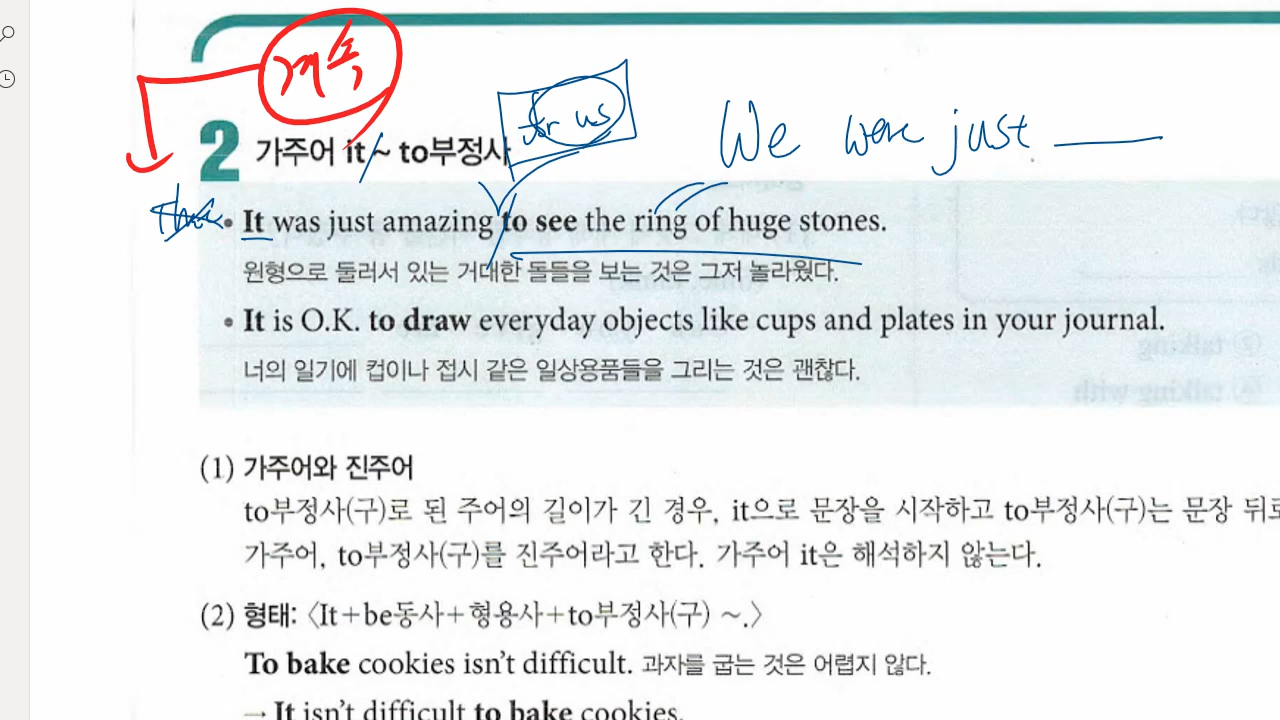 계속
for us
We were just
2 가주어 it ~ to부정사
• It was just amazing to see the ring of huge stones.
원형으로 둘러서 있는 거대한 돌들을 보는 것은 그저 놀라웠다.
• It is O.K. to draw everyday objects like cups and plates in your journal.
너의 일기에 컵이나 접시 같은 일상용품들을 그리는 것은 괜찮다.
(1) 가주어와 진주어
to부정사(구)로 된 주어의 길이가 긴 경우, it으로 문장을 시작하고 to부정사(구)는 문장 뒤로
가주어, to부정사(구)를 진주어라고 한다. 가주어 it은 해석하지 않는다.
(2) 형태: 〈It+be동사+형용사+to부정사(구) ~.〉
To bake cookies isn't difficult. 과자를 굽는 것은 어렵지 않다.
→ It isn't difficult to bake cookies.